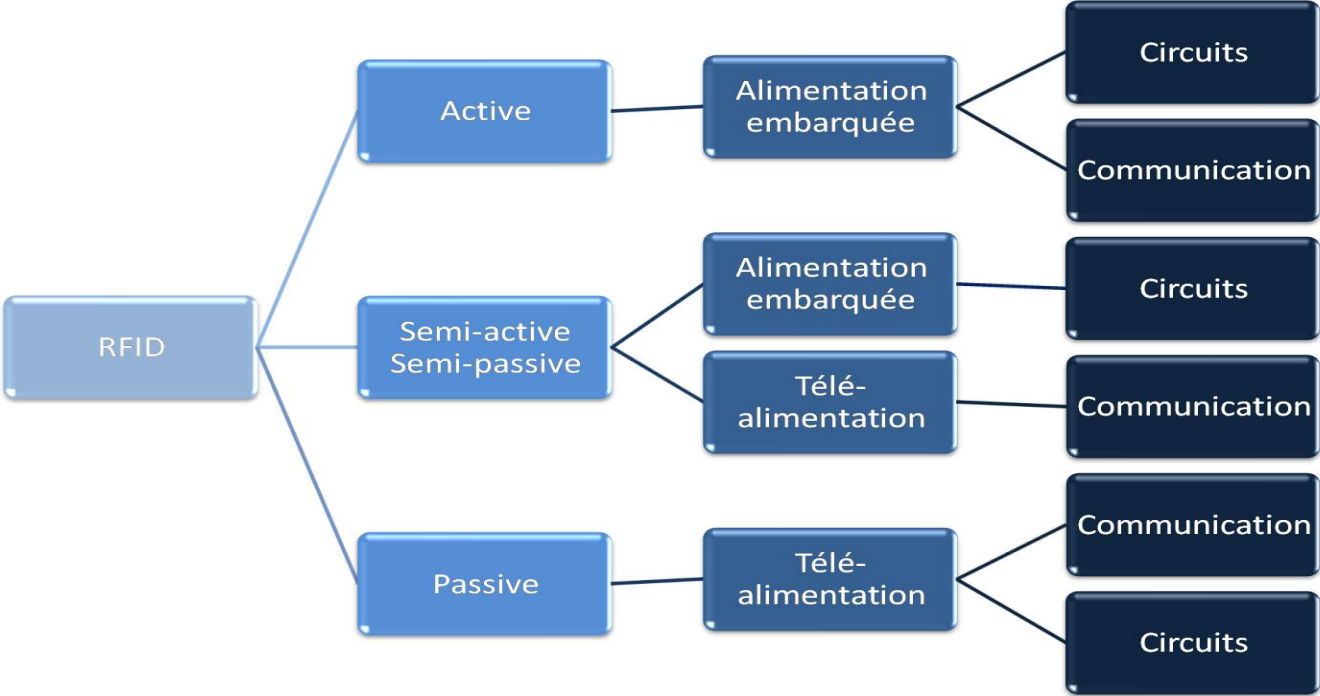 RFID
Active
Alimentation
embarquée
Circuits
Communication
Semi-active
Semi-passive
Alimentation
embarquée
Circuits
Télé-
alimentation
Communication
Passive
Télé-
alimentation
Communication
Circuits